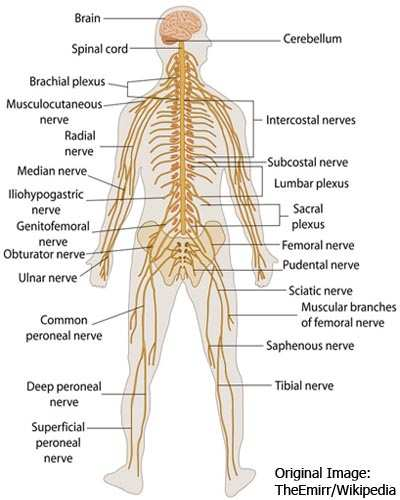 Brain
Spinal cord
Brachial plexus
Musculocutaneous
nerve
Radial
nerve
Median nerve
Iliohypogastric
nerve
Genitofemoral
nerve
Obturator nerve
Ulnar nerve
Common
peroneal nerve
Deep peroneal
nerve
Superficial
peroneal
nerve
Cerebellum
Intercostal nerves
Subcostal nerve
Lumbar plexus
Sacral
plexus
Femoral nerve
Pudental nerve
Sciatic nerve
Muscular branches
of femoral nerve
Saphenous nerve
Tibial nerve
Original Image:
TheEmirr/Wikipedia